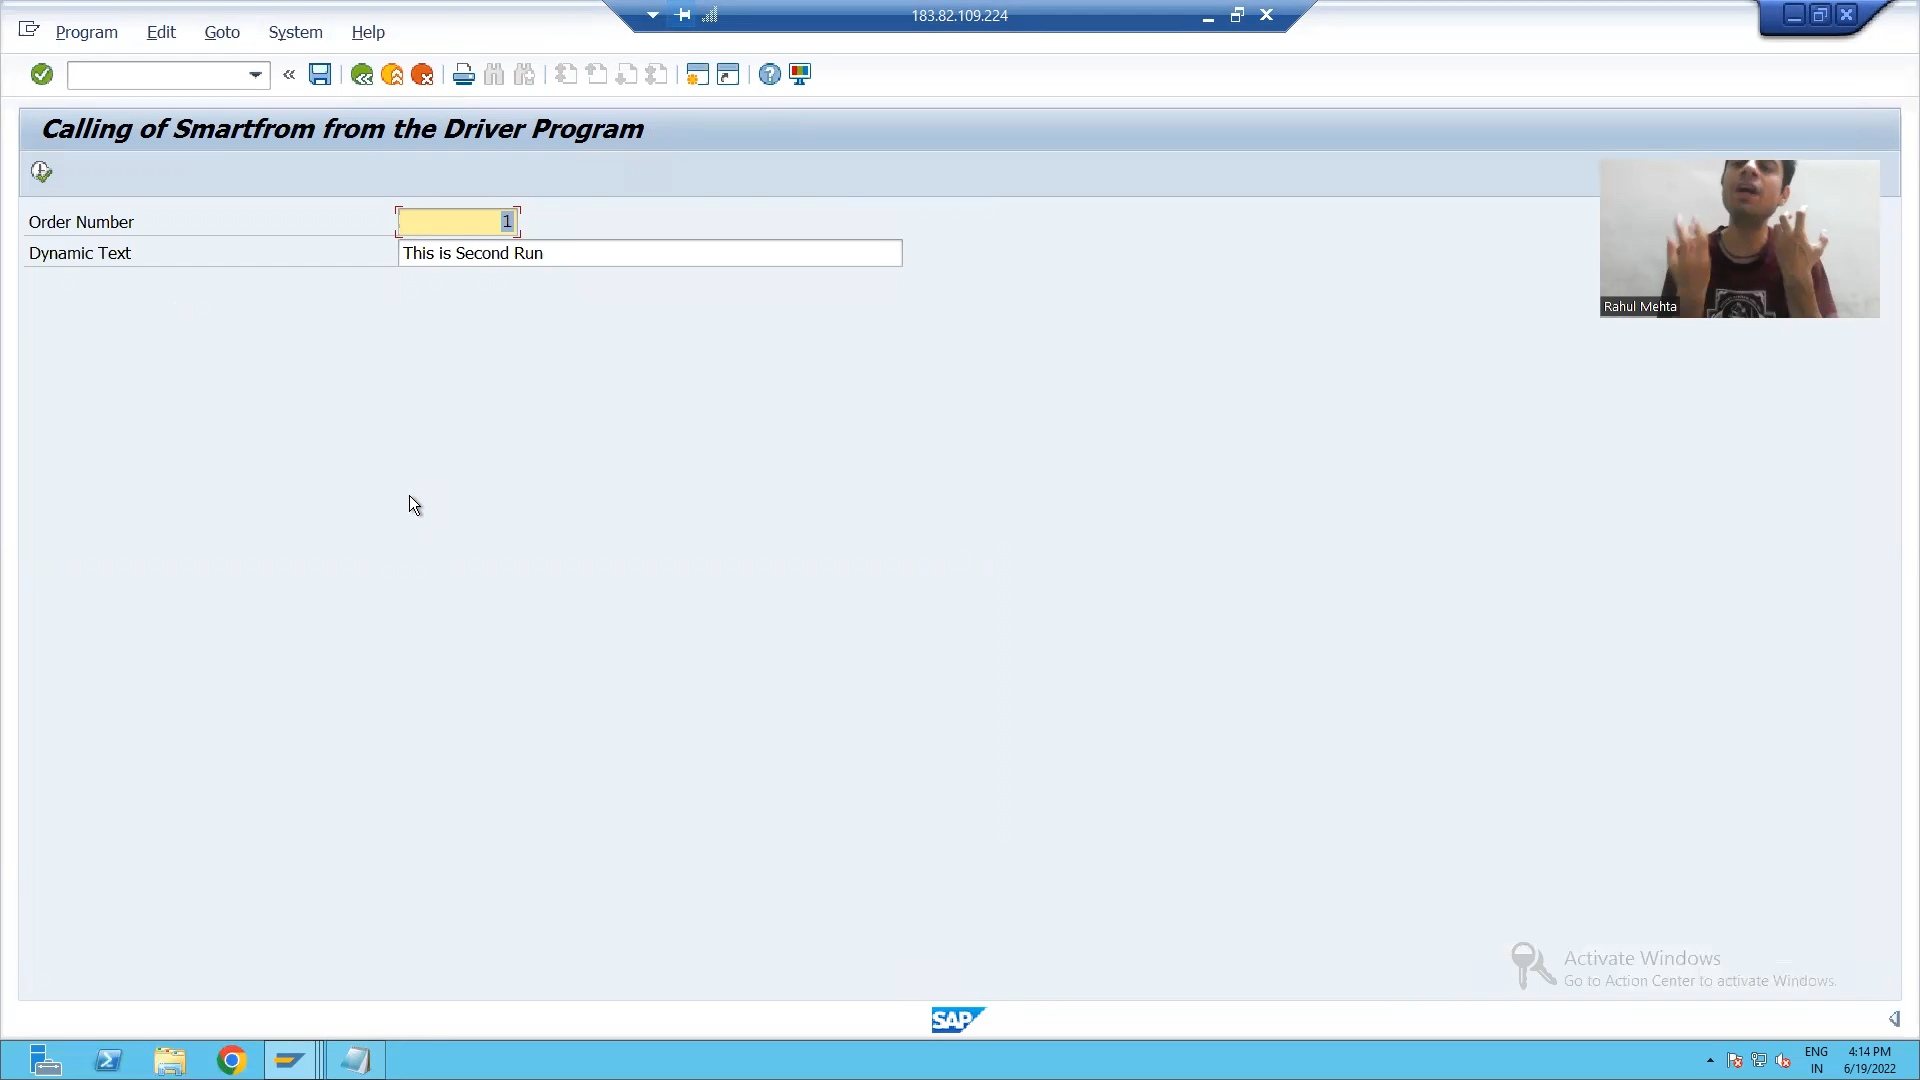 183.82.109.224
Program Edit Goto System Help
Calling of Smartfrom from the Driver Program
Order Number 1
Dynamic Text This is Second Run
Rahul Mehta
Activate Windows
Go to Action Center to activate Windows.
SAP
ENG 4:14 PM
IN 6/19/2022